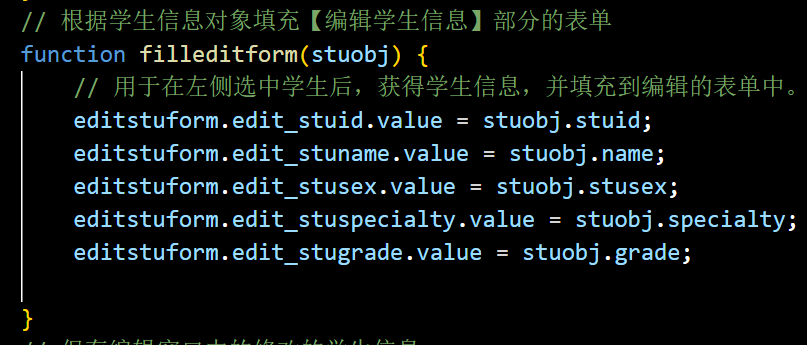 // 根据学生信息对象填充【编辑学生信息】部分的表单
function filleditform(stuobj) {
// 用于在左侧选中学生后，获得学生信息，并填充到编辑的表单中。
editstuform.edit_stuid.value = stuobj.stuid;
editstuform.edit_stuname.value = stuobj.name;
editstuform.edit_stusex.value = stuobj.stusex;
editstuform.edit_stuspecialty.value = stuobj.specialty;
editstuform.edit_stugrade.value = stuobj.grade;
}